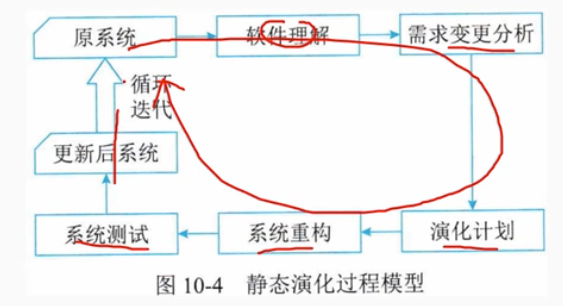 原系统
软件理解
需求变更分析
循环
迭代
更新后系统
系统测试
系统重构
演化计划
图 10-4 静态演化过程模型